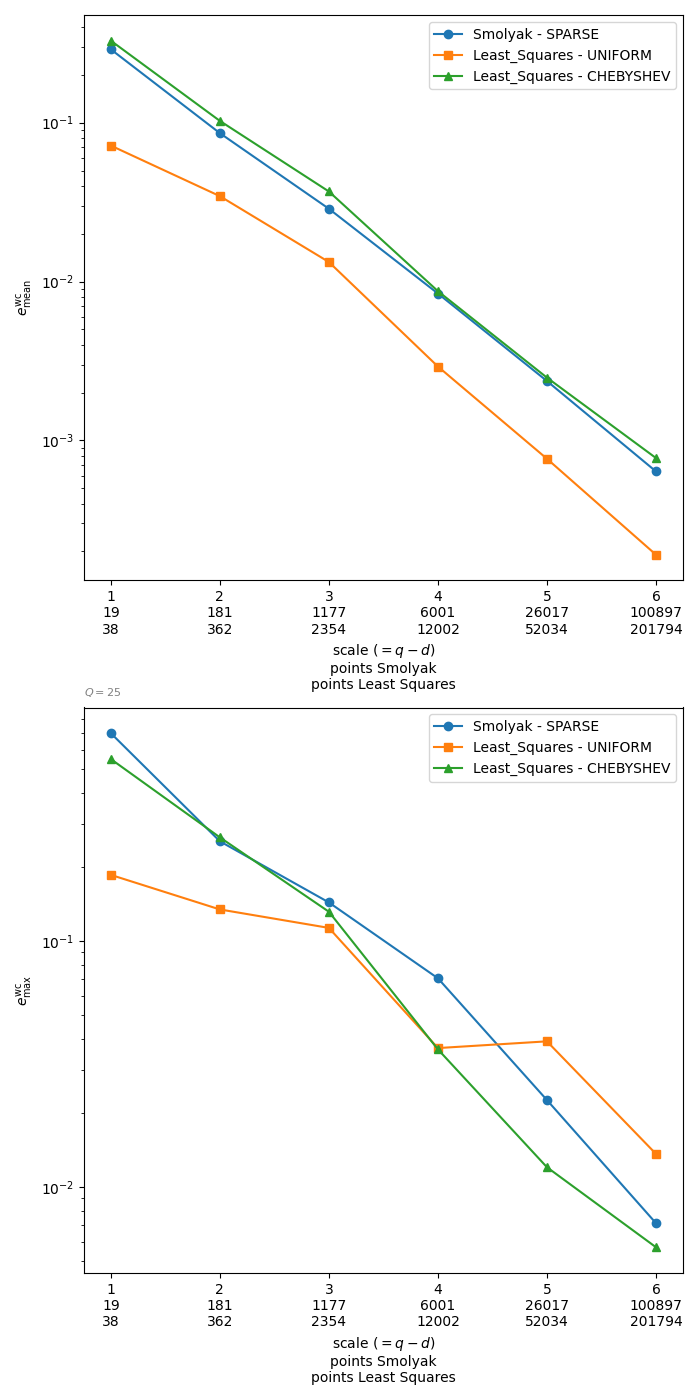 Smolyak - SPARSE
Least_Squares - UNIFORM
Least_Squares - CHEBYSHEV
10⁻¹
10⁻²
10⁻³
e^wc_mean
1 2 3 4 5 6
19 181 1177 6001 26017 100897
38 362 2354 12002 52034 201794
scale (= q − d)
points Smolyak
points Least Squares
Q = 25
Smolyak - SPARSE
Least_Squares - UNIFORM
Least_Squares - CHEBYSHEV
10⁻¹
10⁻²
e^wc_max
1 2 3 4 5 6
19 181 1177 6001 26017 100897
38 362 2354 12002 52034 201794
scale (= q − d)
points Smolyak
points Least Squares